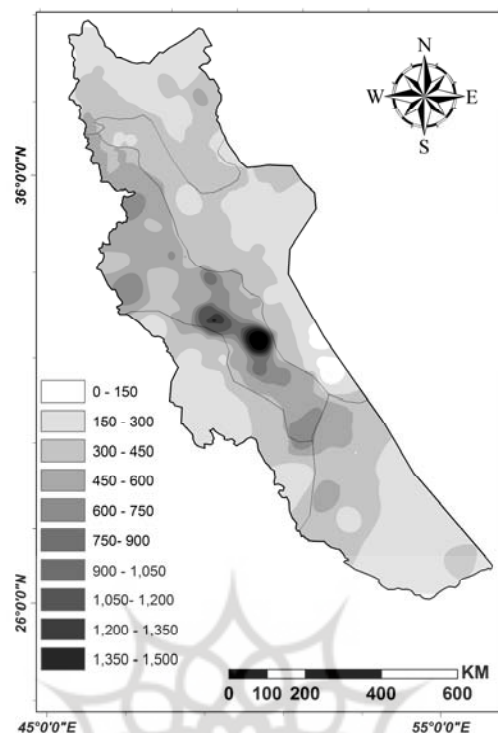 N
W E
S
36°0'0"N
0 - 150
150 - 300
300 - 450
450 - 600
600 - 750
750- 900
900 - 1,050
1,050- 1,200
1,200 - 1,350
1,350 - 1,500
26°0'0"N
KM
0 100 200 400 600
45°0'0"E 55°0'0"E